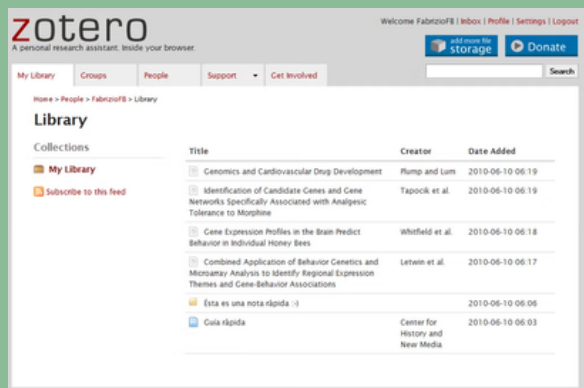 zotero
A personal research assistant. Inside your browser.
Welcome FabrizioFB | Inbox | Profile | Settings | Logout
add more file
storage
Donate
My Library Groups People Support Get Involved
Search
Home > People > FabrizioFB > Library
Library
Collections
My Library
Subscribe to this feed
Title Creator Date Added
Genomics and Cardiovascular Drug Development Plump and Lum 2010-06-10 06:19
Identification of Candidate Genes and Gene Tapocik et al. 2010-06-10 06:19
Networks Specifically Associated with Analgesic
Tolerance to Morphine
Gene Expression Profiles in the Brain Predict Whitfield et al. 2010-06-10 06:18
Behavior in Individual Honey Bees
Combined Application of Behavior Genetics and Letwin et al. 2010-06-10 06:17
Microarray Analysis to Identify Regional Expression
Themes and Gene-Behavior Associations
Ésta es una nota ràpida :-) 2010-06-10 06:06
Guía ràpida Center for 2010-06-10 06:03
History and
New Media